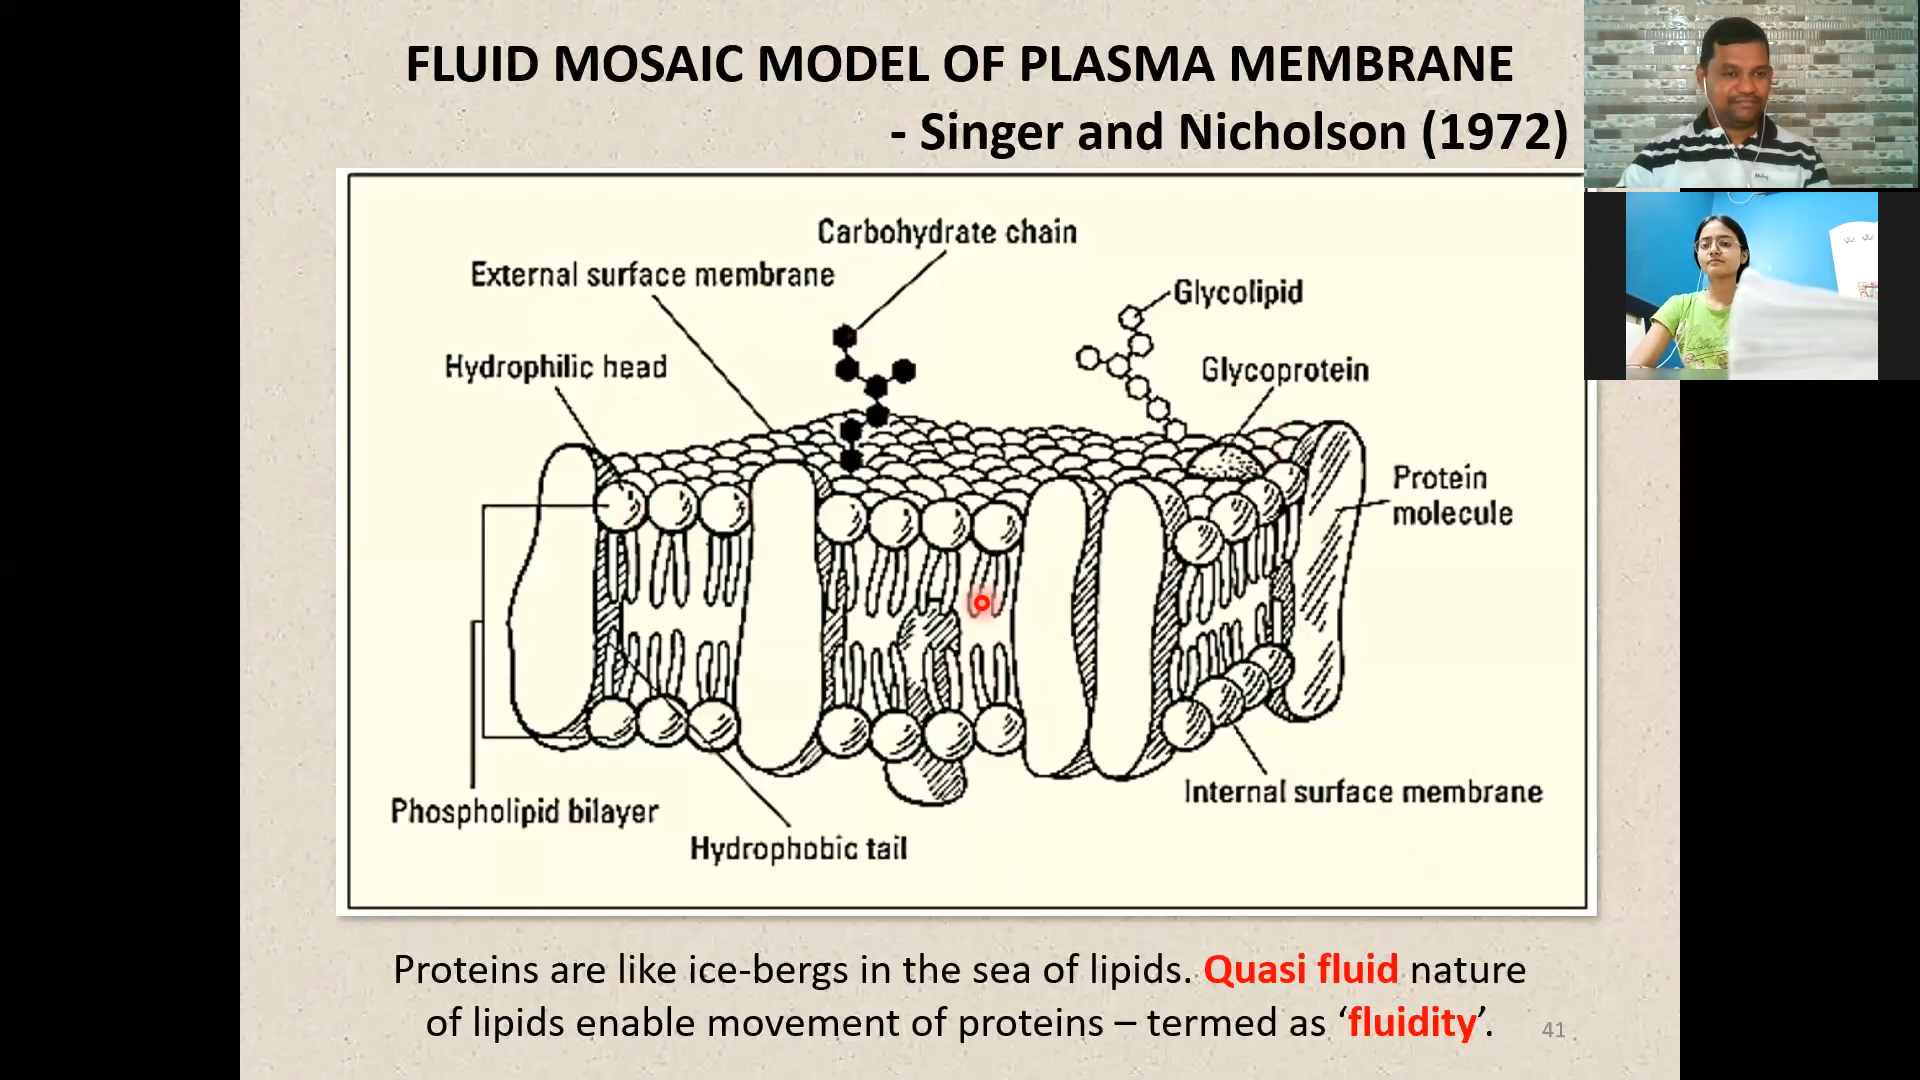 FLUID MOSAIC MODEL OF PLASMA MEMBRANE
- Singer and Nicholson (1972)
Carbohydrate chain
External surface membrane
Glycolipid
Hydrophilic head
Glycoprotein
Protein
molecule
Internal surface membrane
Phospholipid bilayer
Hydrophobic tail
Proteins are like ice-bergs in the sea of lipids. Quasi fluid nature
of lipids enable movement of proteins – termed as ‘fluidity’.
41